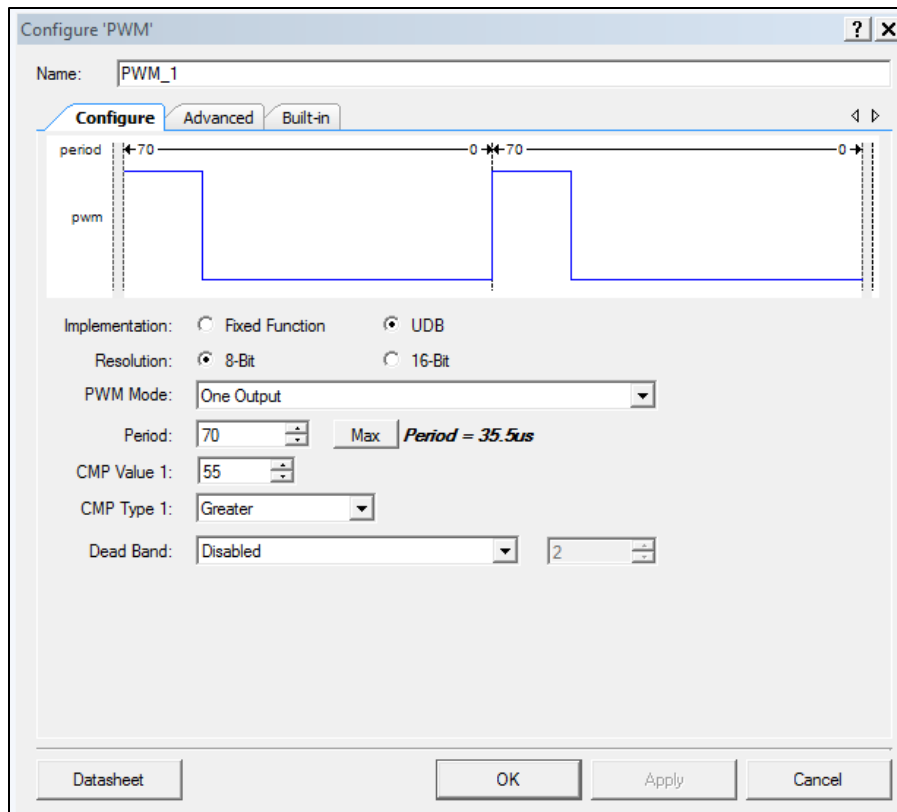 Configure 'PWM'
Name: PWM_1
Configure Advanced Built-in
period 70 0 70 0
pwm
Implementation: Fixed Function UDB
Resolution: 8-Bit 16-Bit
PWM Mode: One Output
Period: 70 Max Period = 35.5us
CMP Value 1: 55
CMP Type 1: Greater
Dead Band: Disabled 2
Datasheet OK Apply Cancel